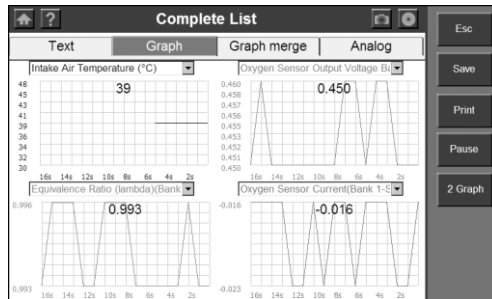 ? Complete List
Esc
Text Graph Graph merge Analog
Intake Air Temperature (°C) Oxygen Sensor Output Voltage Ba
Save
39 0.450
48
45
43
41
39
36
34
32
30
0.460
0.458
0.457
0.456
0.455
0.453
0.452
0.451
0.450
Print
Pause
16s 14s 12s 10s 8s 6s 4s 2s
16s 14s 12s 10s 8s 6s 4s 2s
Equivalence Ratio (lambda)(Bank Oxygen Sensor Current(Bank 1-S
2 Graph
0.993 -0.016
0.996 -0.016
0.993 -0.023
16s 14s 12s 10s 8s 6s 4s 2s
16s 14s 12s 10s 8s 6s 4s 2s